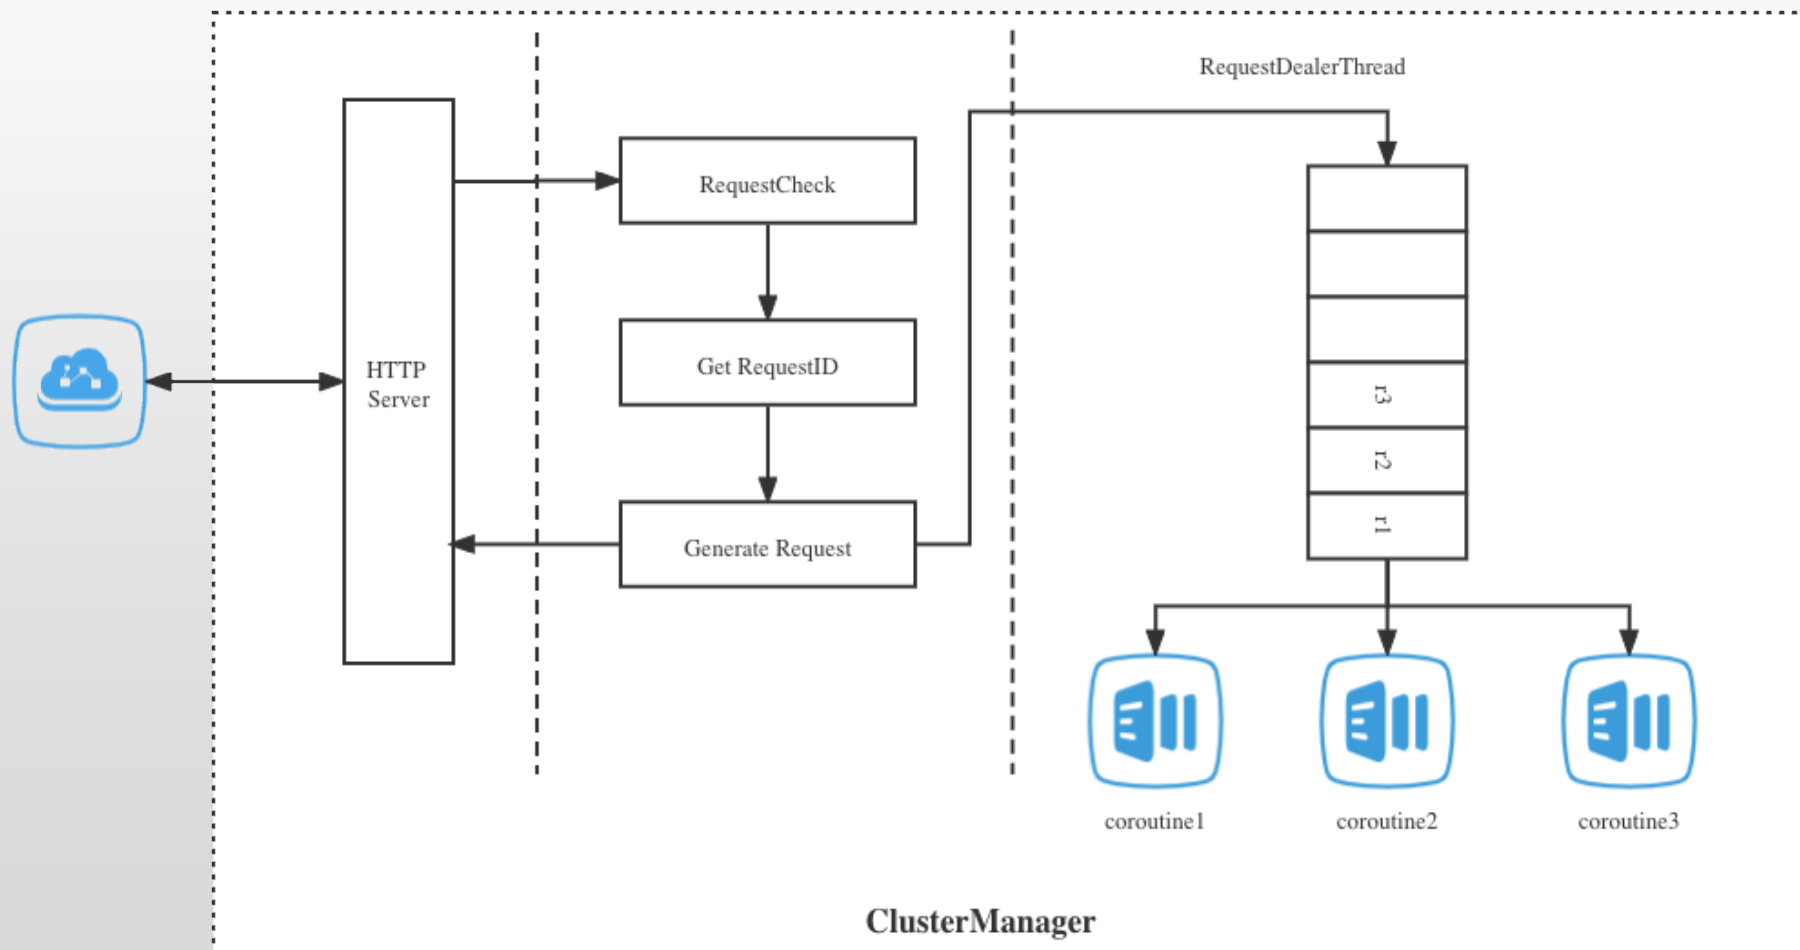 RequestDealerThread
RequestCheck
HTTP
Server
Get RequestID
Generate Request
r3
r2
r1
coroutine1
coroutine2
coroutine3
ClusterManager